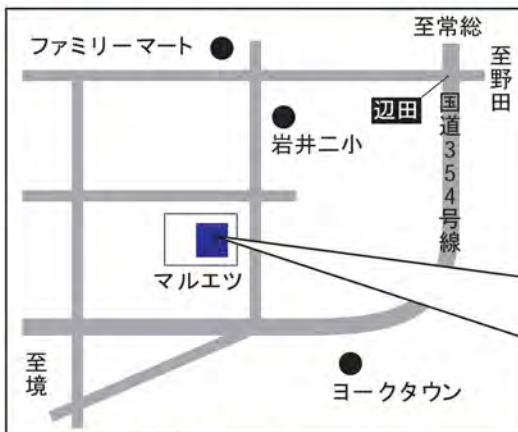 至常総
ファミリーマート
至野田
辺田
国道354号線
岩井二小
マルエツ
至境
ヨークタウン